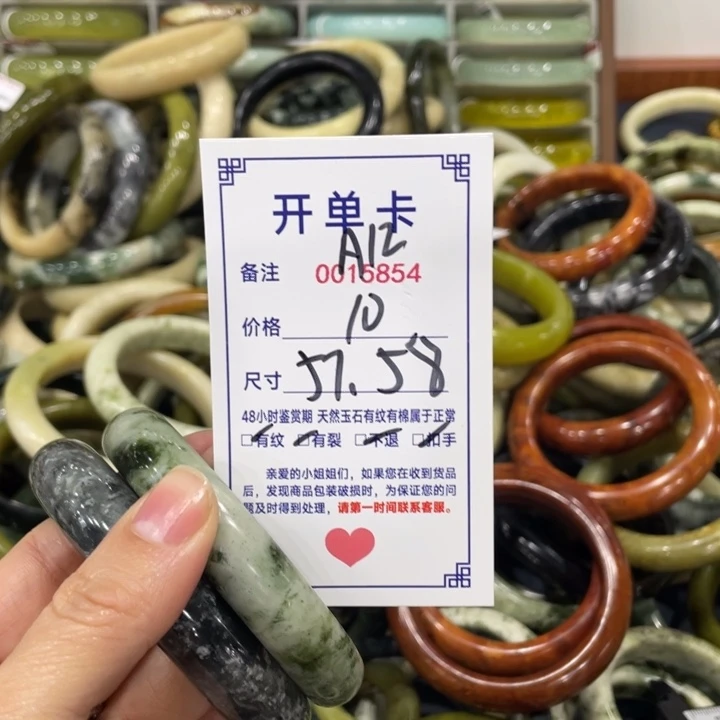 开单卡
A12
备注 0015854
价格 10
尺寸 57.58
48小时鉴赏期 天然玉石有纹有棉属于正常
□有纹 □有裂 □不退 □扣手
亲爱的小姐姐们，如果您在收到货品
后，发现商品包装破损时，为保证您的问
题及时得到处理，请第一时间联系客服。